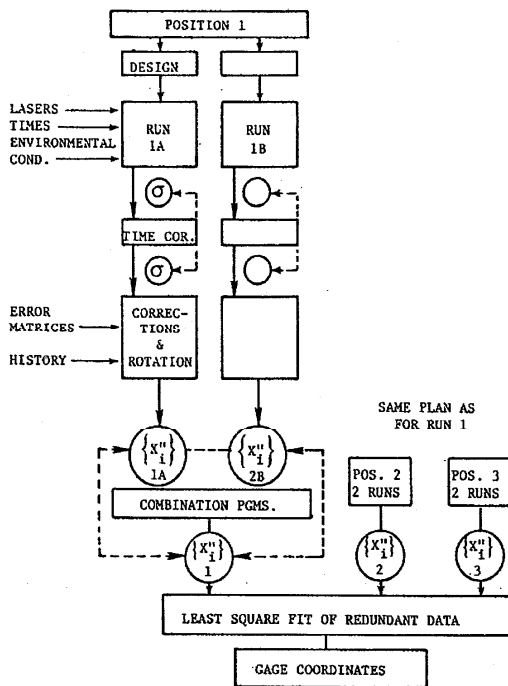 POSITION 1
DESIGN
LASERS
TIMES
ENVIRONMENTAL
COND.
RUN
1A
RUN
1B
σ
TIME COR.
σ
ERROR
MATRICES
HISTORY
CORREC-
TIONS
&
ROTATION
SAME PLAN AS
FOR RUN 1
{X"i}
1A
{X"i}
2B
POS. 2
2 RUNS
POS. 3
2 RUNS
COMBINATION PGMS.
{X"i}
1
{X"i}
2
{X"i}
3
LEAST SQUARE FIT OF REDUNDANT DATA
GAGE COORDINATES